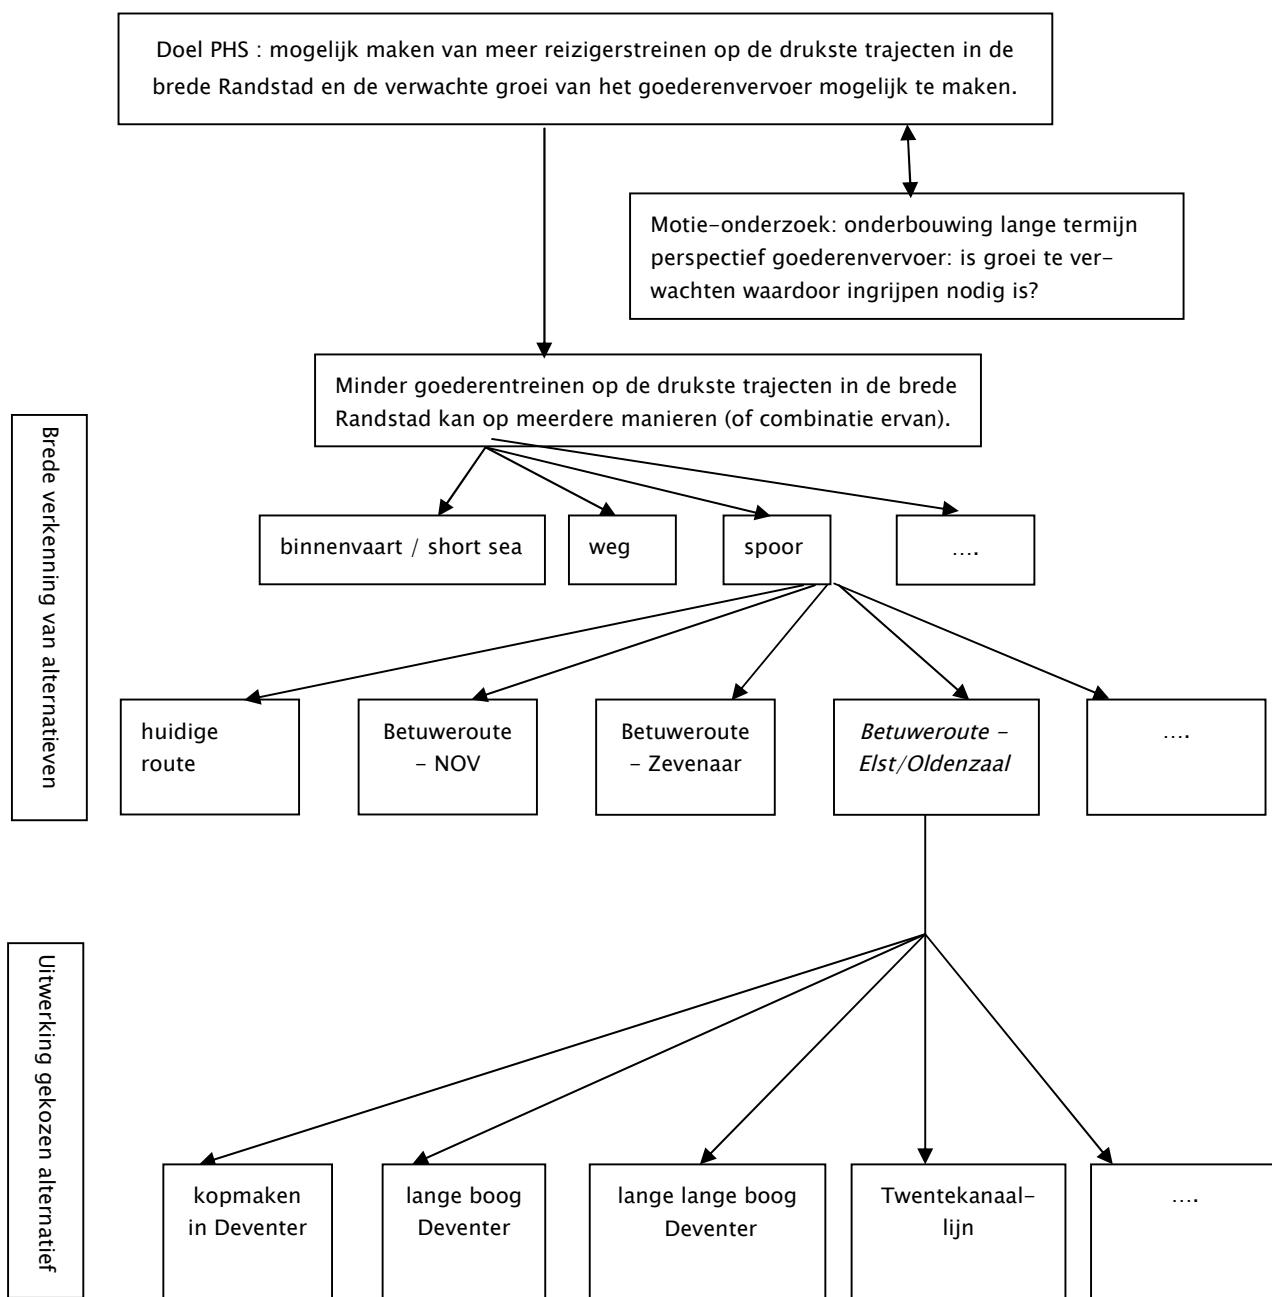 Doel PHS : mogelijk maken van meer reizigerstreinen op de drukste trajecten in de
brede Randstad en de verwachte groei van het goederenvervoer mogelijk te maken.
Motie-onderzoek: onderbouwing lange termijn
perspectief goederenvervoer: is groei te ver-
wachten waardoor ingrijpen nodig is?
Minder goederentreinen op de drukste trajecten in de brede
Randstad kan op meerdere manieren (of combinatie ervan).
Brede verkenning van alternatieven
binnenvaart / short sea
weg
spoor
....
huidige
route
Betuweroute
- NOV
Betuweroute
- Zevenaar
Betuweroute -
Elst/Oldenzaal
....
Uitwerking gekozen alternatief
kopmaken
in Deventer
lange boog
Deventer
lange lange boog
Deventer
Twentekanaal-
lijn
....